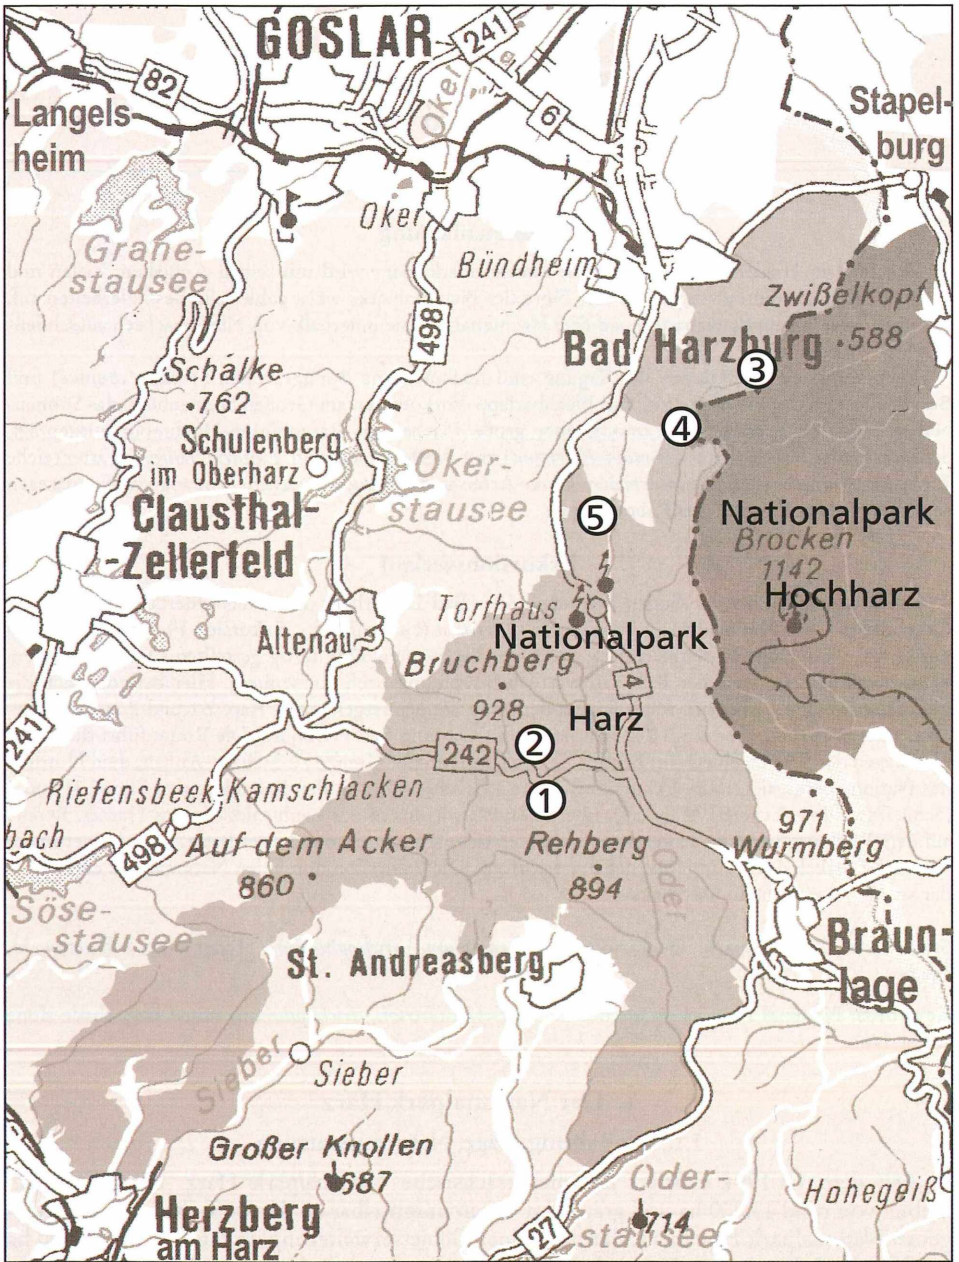 GOSLAR
241
82
6
Oker
Langels-
heim
Stapel-
burg
Oker
Grane-
stausee
Bündheim
498
Zwißelkopf
588
Bad Harzburg
③
④
Schalke
762
Schulenberg
im Oberharz
Oker-
stausee
Clausthal-
-Zellerfeld
⑤
Nationalpark
Brocken
1142
Hochharz
Torfhaus
Altenau
Nationalpark
Bruchberg
4
928
Harz
②
242
241
①
Riefensbeek-Kamschlacken
bach
498
Auf dem Acker
860
Rehberg
894
971
Wurmberg
Oder
Söse-
stausee
St. Andreasberg
Braun-
lage
Sieber
Sieber
Großer Knollen
687
Oder
stausee
714
Hohegeiß
Herzberg
am Harz
27